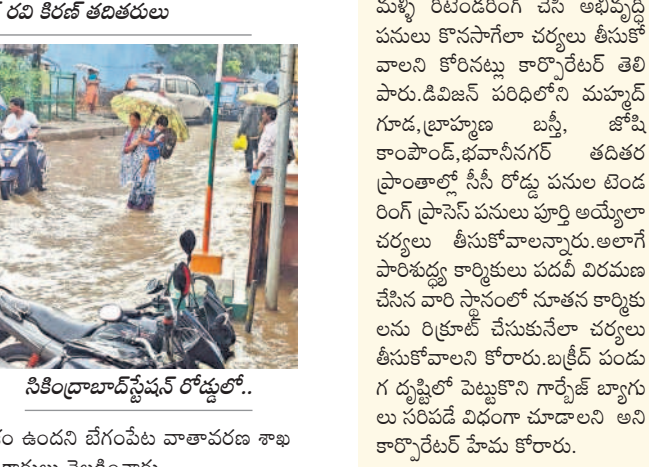 రవి కిరణ్ తదితరులు
సికింద్రాబాద్‌స్టేషన్ రోడ్డులో..
ఉందని బేగంపేట వాతావరణ శాఖ
మళ్ళీ రిటెండరింగ్ చేసి అభివృద్ధి
పనులు కొనసాగేలా చర్యలు తీసుకో
వాలని కోరినట్లు కార్పొరేటర్ తెలి
పారు.డివిజన్ పరిధిలోని మహ్మద్
గూడ,బ్రాహ్మణ బస్తీ, జోషి
కాంపౌండ్,భవానీనగర్ తదితర
ప్రాంతాల్లో సీసీ రోడ్డు పనుల టెండ
రింగ్ ప్రాసెస్ పనులు పూర్తి అయ్యేలా
చర్యలు తీసుకోవాలన్నారు.అలాగే
పారిశుద్ధ్య కార్మికులు పదవీ విరమణ
చేసిన వారి స్థానంలో నూతన కార్మికు
లను రిక్రూట్ చేసుకునేలా చర్యలు
తీసుకోవాలని కోరారు.బక్రీద్ పండు
గ దృష్టిలో పెట్టుకొని గార్బేజ్ బ్యాగు
లు సరిపడే విధంగా చూడాలని అని
కార్పొరేటర్ హేమ కోరారు.